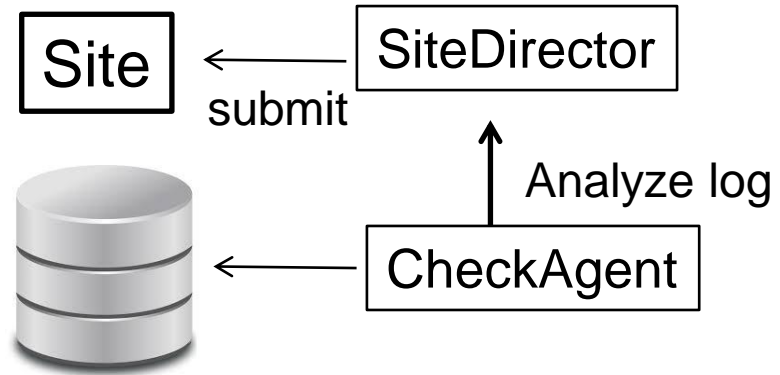 Site
SiteDirector
submit
Analyze log
CheckAgent